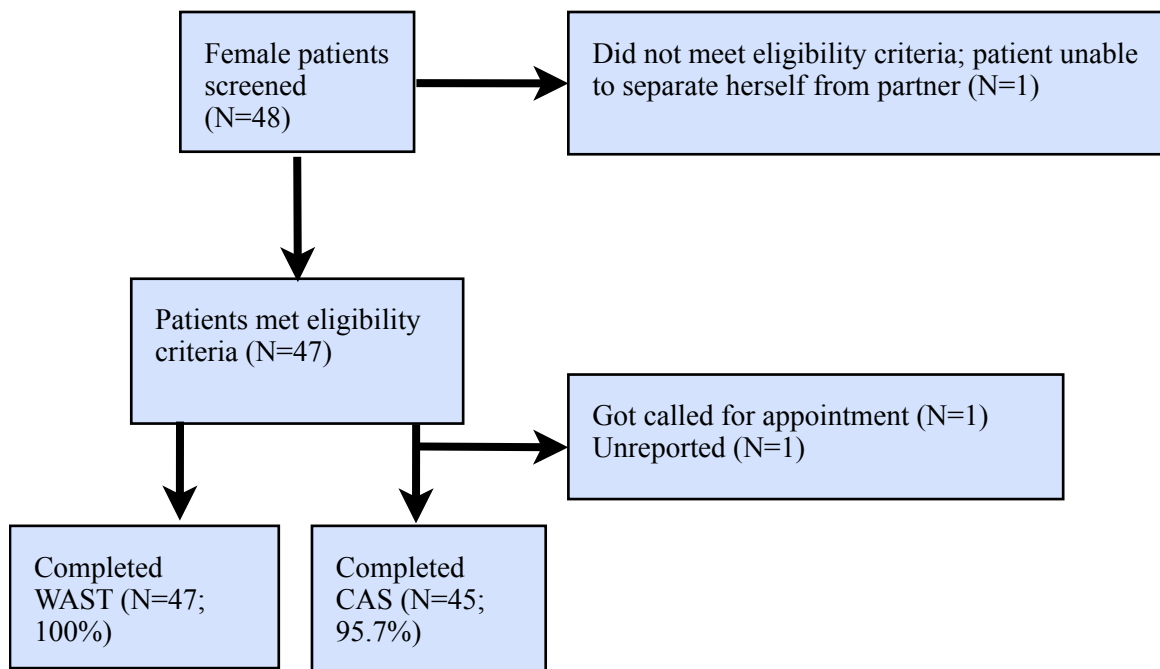 Female patients
screened
(N=48)
Did not meet eligibility criteria; patient unable
to separate herself from partner (N=1)
Patients met eligibility
criteria (N=47)
Got called for appointment (N=1)
Unreported (N=1)
Completed
WAST (N=47;
100%)
Completed
CAS (N=45;
95.7%)